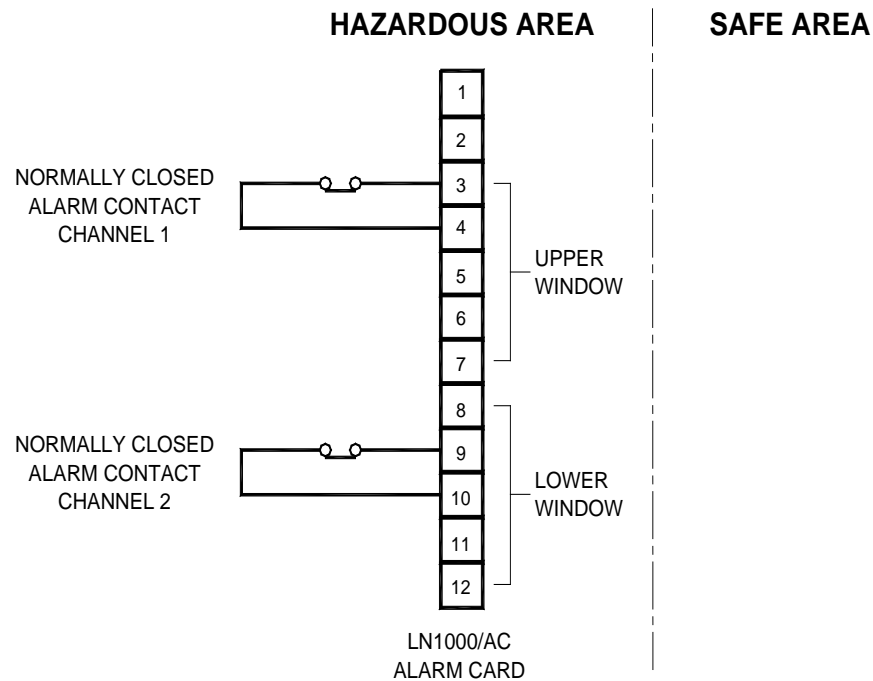 HAZARDOUS AREA
SAFE AREA
1
2
3
4
5
6
7
8
9
10
11
12
NORMALLY CLOSED
ALARM CONTACT
CHANNEL 1
UPPER
WINDOW
NORMALLY CLOSED
ALARM CONTACT
CHANNEL 2
LOWER
WINDOW
LN1000/AC
ALARM CARD